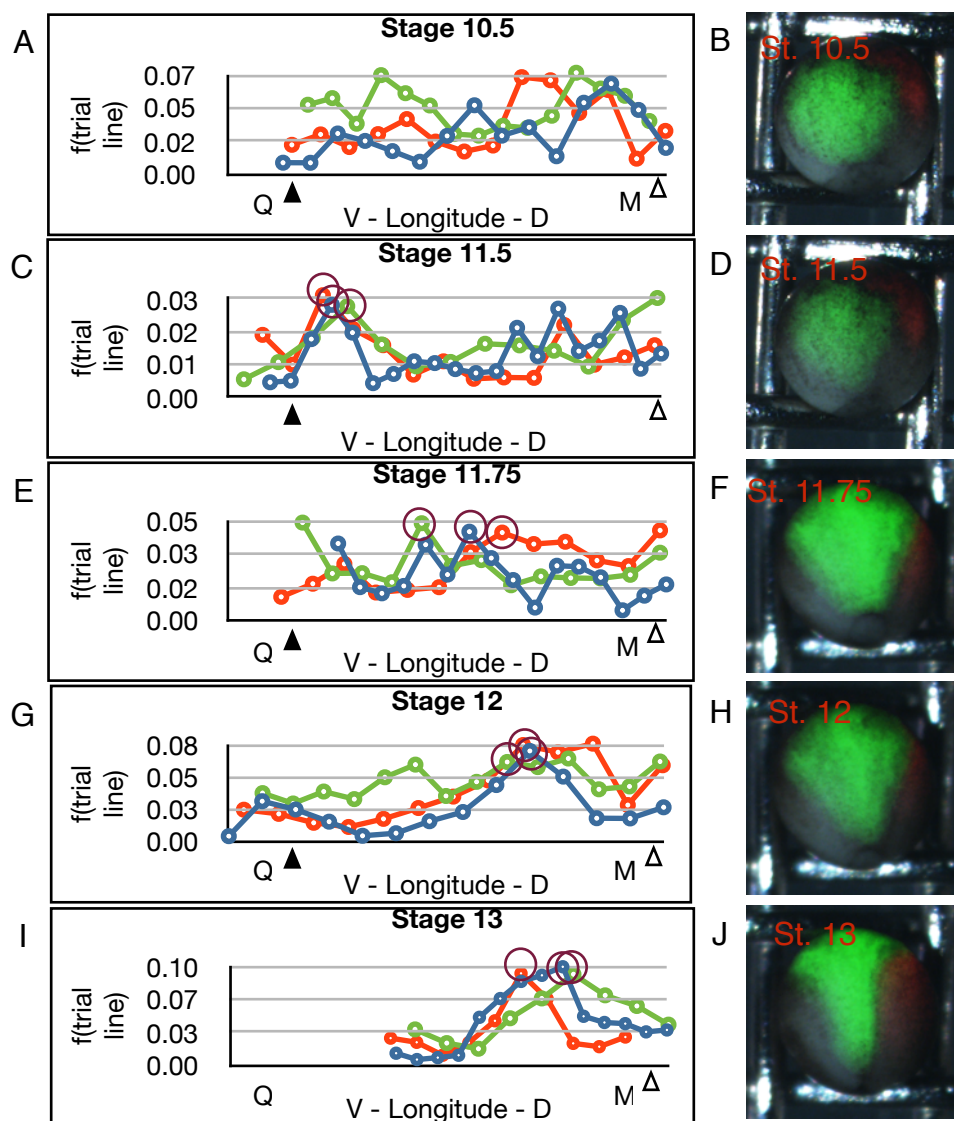 A
Stage 10.5
f(trial line)
0.07
0.05
0.02
0.00
Q
M
V - Longitude - D
B
St. 10.5
C
Stage 11.5
f(trial line)
0.03
0.02
0.01
0.00
V - Longitude - D
D
St. 11.5
E
Stage 11.75
f(trial line)
0.05
0.03
0.02
0.00
Q
M
V - Longitude - D
F
St. 11.75
G
Stage 12
f(trial line)
0.08
0.05
0.03
0.00
Q
M
V - Longitude - D
H
St. 12
I
Stage 13
f(trial line)
0.10
0.07
0.03
0.00
Q
M
V - Longitude - D
J
St. 13